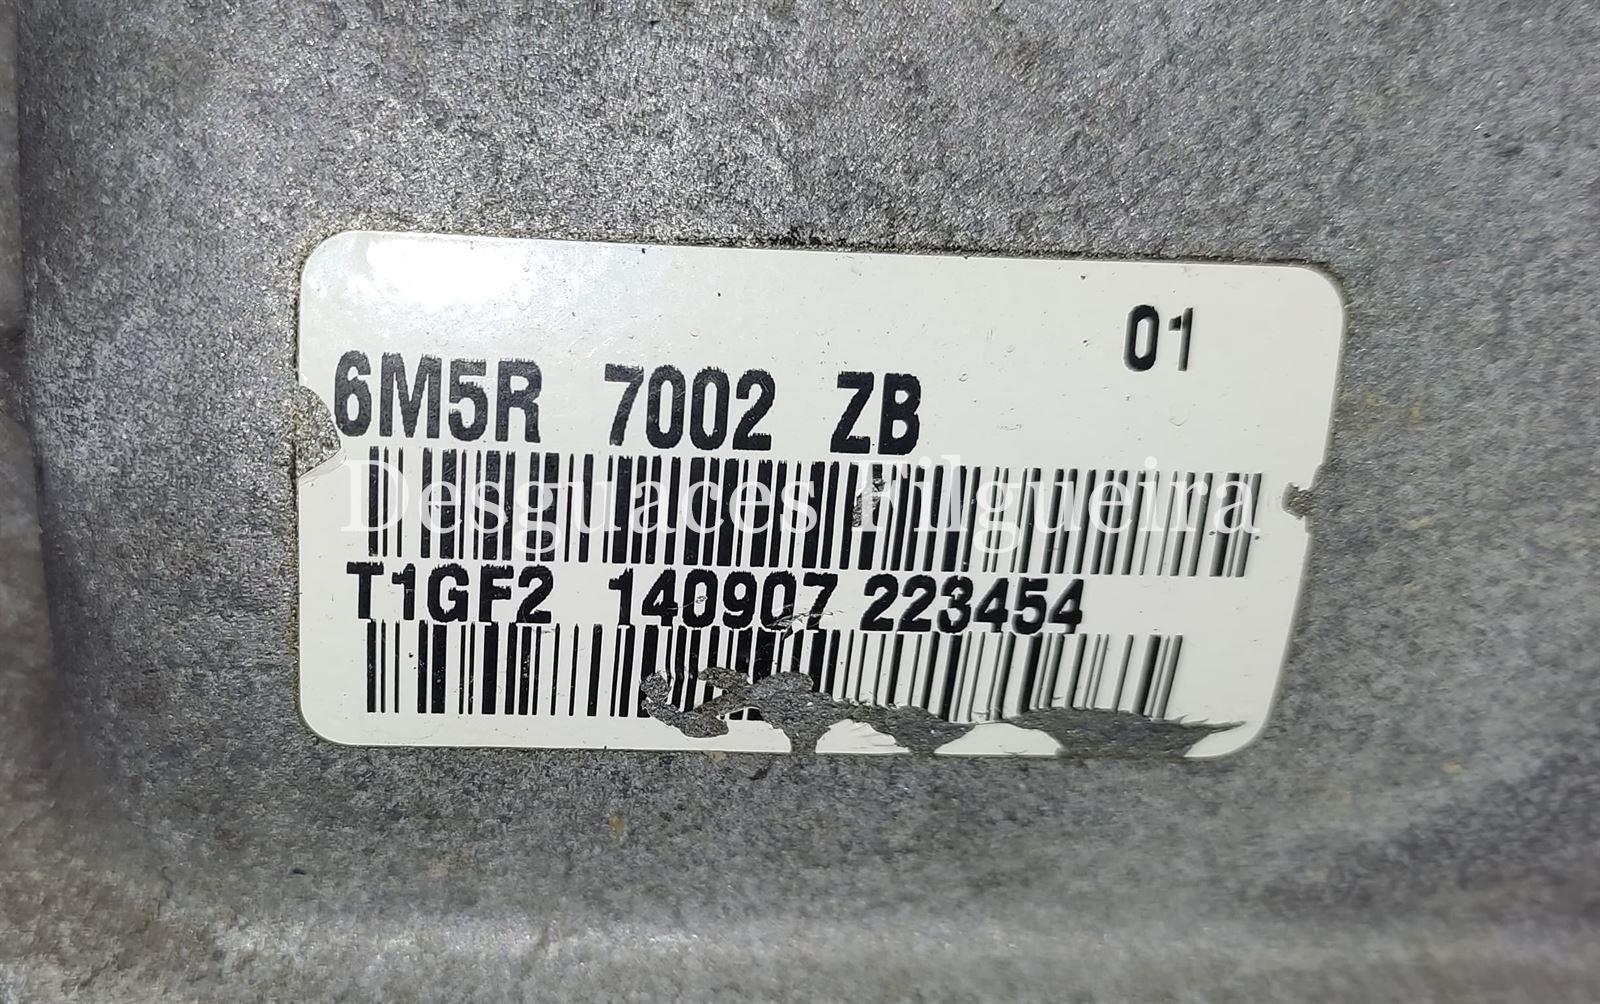 01
6M5R 7002 ZB
Desguaces Filgueira
T1GF2 140907 223454